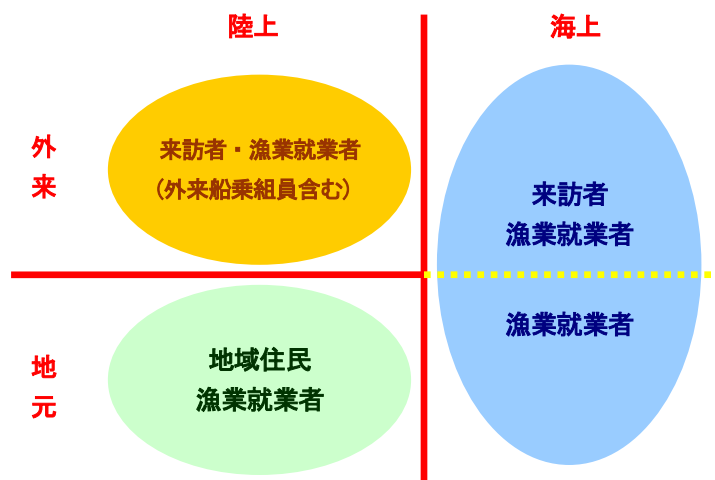 陸上
海上
外来
来訪者・漁業就業者
(外来船乗組員含む)
来訪者
漁業就業者
漁業就業者
地元
地域住民
漁業就業者